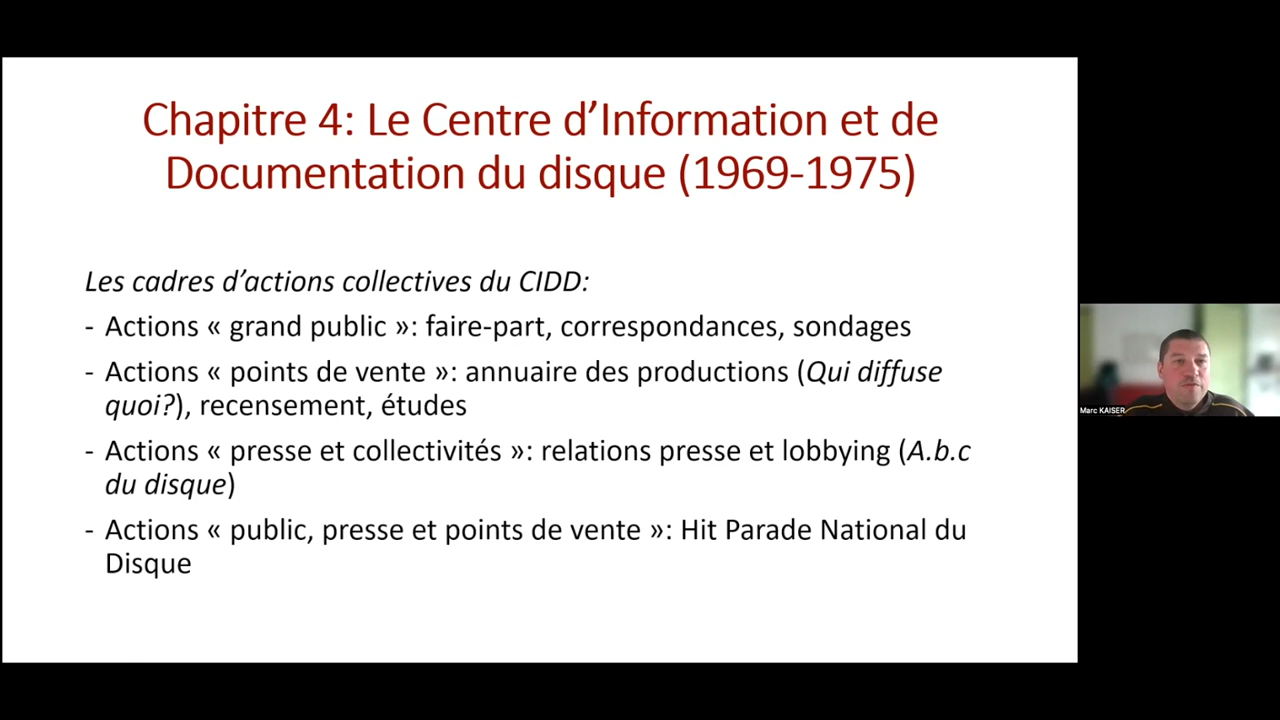 Chapitre 4: Le Centre d’Information et de
Documentation du disque (1969-1975)
Les cadres d’actions collectives du CIDD:
- Actions « grand public »: faire-part, correspondances, sondages
- Actions « points de vente »: annuaire des productions (Qui diffuse
quoi?), recensement, études
- Actions « presse et collectivités »: relations presse et lobbying (A.b.c
du disque)
- Actions « public, presse et points de vente »: Hit Parade National du
Disque
Marc KAISER